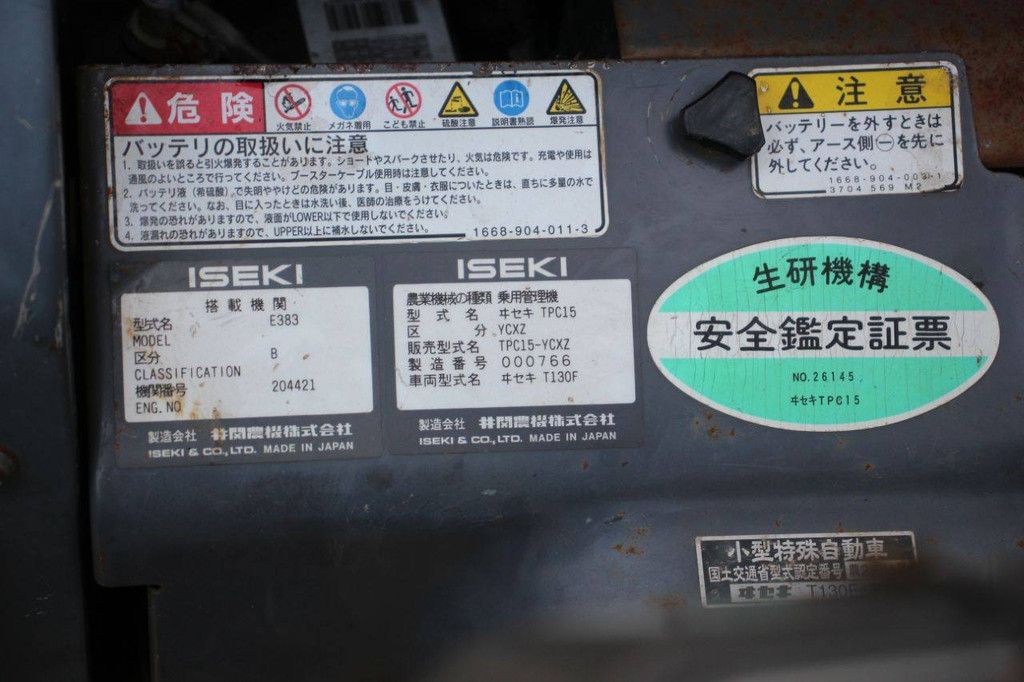 危険
火気禁止 メガネ着用 こども禁止 硫酸注意 説明書熟読 爆発注意
バッテリの取扱いに注意
1. 取扱いを誤ると引火爆発することがあります。ショートやスパークさせたり、火気は危険です。充電や使用は
通風のよいところで行ってください。ブースターケーブル使用時は注意してください。
2. バッテリ液（希硫酸）で失明ややけどの危険があります。目・皮膚・衣服についたときは、直ちに多量の水で
洗ってください。なお、目に入ったときは水洗い後、医師の治療をうけてください。
3. 爆発の恐れがありますので、液面がLOWER以下で使用しないでください。
4. 液漏れの恐れがありますので、UPPER以上に補水しないでください。
1668-904-011-3
注意
バッテリーを外すときは
必ず、アース側⊖を先に
外してください。
1668-904-003-1
3704 569 M2
ISEKI
搭載機関
型式名 E383
MODEL
区分 B
CLASSIFICATION
機関番号 204421
ENG.NO
製造会社 井関農機株式会社
ISEKI & CO.,LTD. MADE IN JAPAN
ISEKI
農業機械の種類 乗用管理機
型式名 ヰセキ TPC15
区分 YCXZ
販売型式名 TPC15-YCXZ
製造番号 000766
車両型式名 ヰセキ T130F
製造会社 井関農機株式会社
ISEKI & CO.,LTD. MADE IN JAPAN
生研機構
安全鑑定証票
NO.26145
ヰセキTPC15
小型特殊自動車
国土交通省型式認定番号
ヰセキ T130F